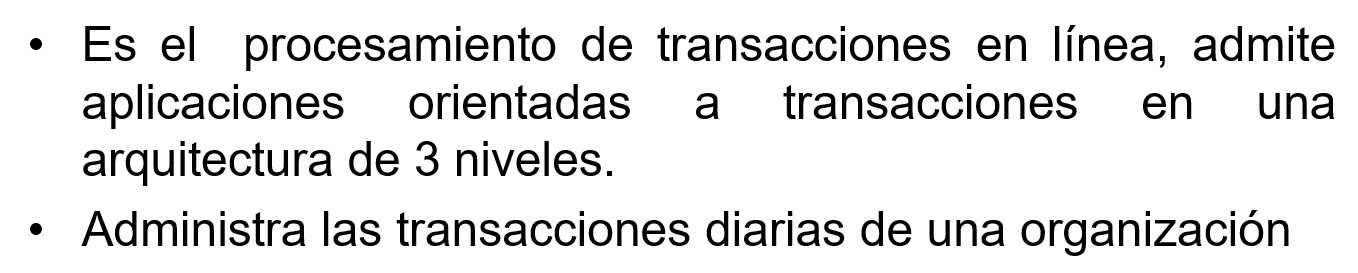 • Es el procesamiento de transacciones en línea, admite
aplicaciones orientadas a transacciones en una
arquitectura de 3 niveles.
• Administra las transacciones diarias de una organización